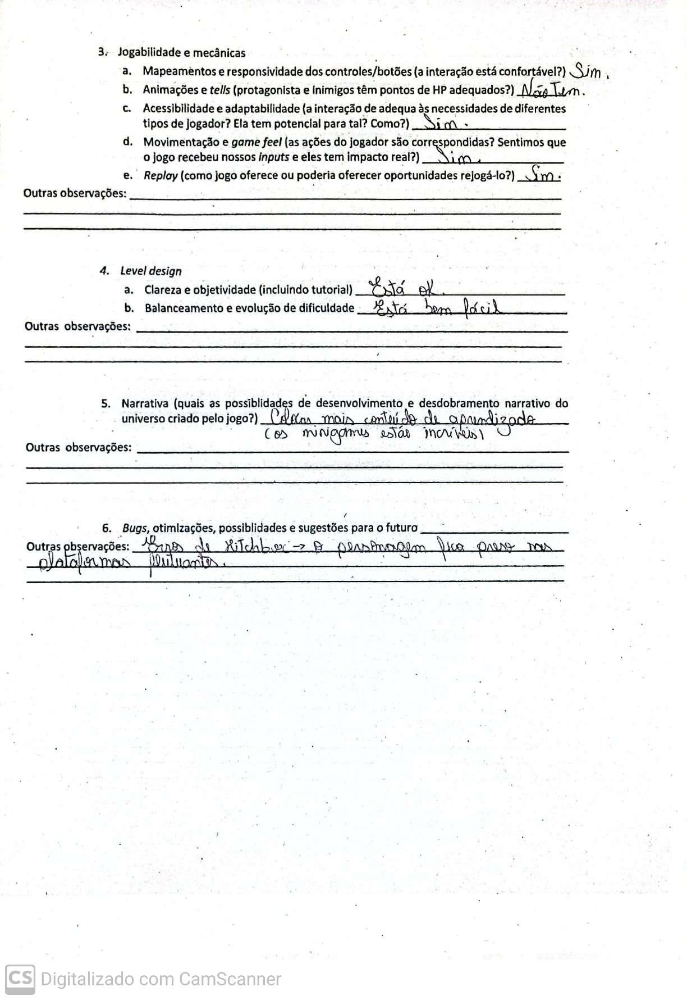 3. Jogabilidade e mecânicas
a. Mapeamentos e responsividade dos controles/botões (a interação está confortável?) Sim.
b. Animações e tells (protagonista e inimigos têm pontos de HP adequados?) Não Tem.
c. Acessibilidade e adaptabilidade (a interação de adequa às necessidades de diferentes
tipos de jogador? Ela tem potencial para tal? Como?) Sim.
d. Movimentação e game feel (as ações do jogador são correspondidas? Sentimos que
o jogo recebeu nossos inputs e eles tem impacto real?) Sim.
e. Replay (como jogo oferece ou poderia oferecer oportunidades rejogá-lo?) Sim.
Outras observações:
4. Level design
a. Clareza e objetividade (incluindo tutorial) Está ok.
b. Balanceamento e evolução de dificuldade Está bem fácil
Outras observações:
5. Narrativa (quais as possiblidades de desenvolvimento e desdobramento narrativo do
universo criado pelo jogo?) Colocar mais conteúdo de aprendizado
(os minigames estão incríveis)
Outras observações:
6. Bugs, otimizações, possiblidades e sugestões para o futuro
Outras observações: Erros de Hitchbox -> O personagem fica preso nas
plataformas flutuantes.
CS Digitalizado com CamScanner